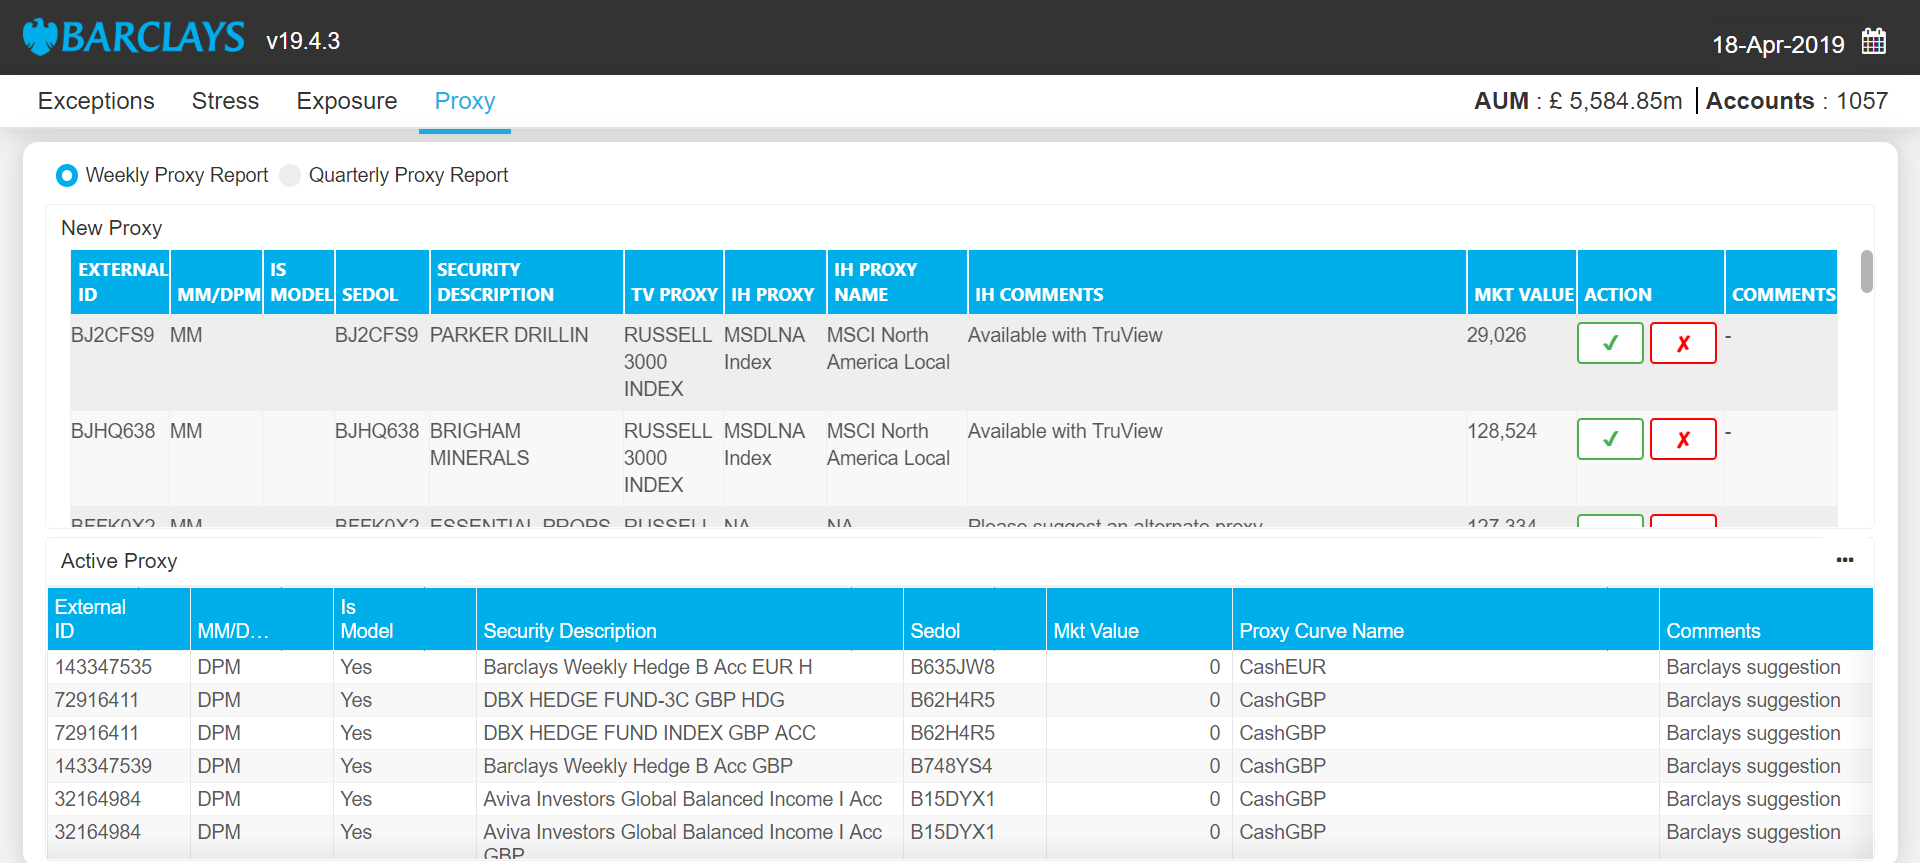 BARCLAYS v19.4.3 18-Apr-2019
Exceptions Stress Exposure Proxy AUM : £ 5,584.85m | Accounts : 1057
Weekly Proxy Report Quarterly Proxy Report
New Proxy
EXTERNAL ID MM/DPM IS MODEL SEDOL SECURITY DESCRIPTION TV PROXY IH PROXY IH PROXY NAME IH COMMENTS MKT VALUE ACTION COMMENTS
BJ2CFS9 MM BJ2CFS9 PARKER DRILLIN RUSSELL MSDLNA MSCI North Available with TruView 29,026 ✓ ✗ -
3000 Index America Local
INDEX
BJHQ638 MM BJHQ638 BRIGHAM RUSSELL MSDLNA MSCI North Available with TruView 128,524 ✓ ✗ -
MINERALS 3000 Index America Local
INDEX
BFFK0X2 MM BFFK0X2 ESSENTIAL PROPS RUSSELL NA NA Please suggest an alternate proxy 127,334
Active Proxy ...
External ID MM/D... Is Model Security Description Sedol Mkt Value Proxy Curve Name Comments
143347535 DPM Yes Barclays Weekly Hedge B Acc EUR H B635JW8 0 CashEUR Barclays suggestion
72916411 DPM Yes DBX HEDGE FUND-3C GBP HDG B62H4R5 0 CashGBP Barclays suggestion
72916411 DPM Yes DBX HEDGE FUND INDEX GBP ACC B62H4R5 0 CashGBP Barclays suggestion
143347539 DPM Yes Barclays Weekly Hedge B Acc GBP B748YS4 0 CashGBP Barclays suggestion
32164984 DPM Yes Aviva Investors Global Balanced Income I Acc B15DYX1 0 CashGBP Barclays suggestion
32164984 DPM Yes Aviva Investors Global Balanced Income I Acc B15DYX1 0 CashGBP Barclays suggestion
GBP